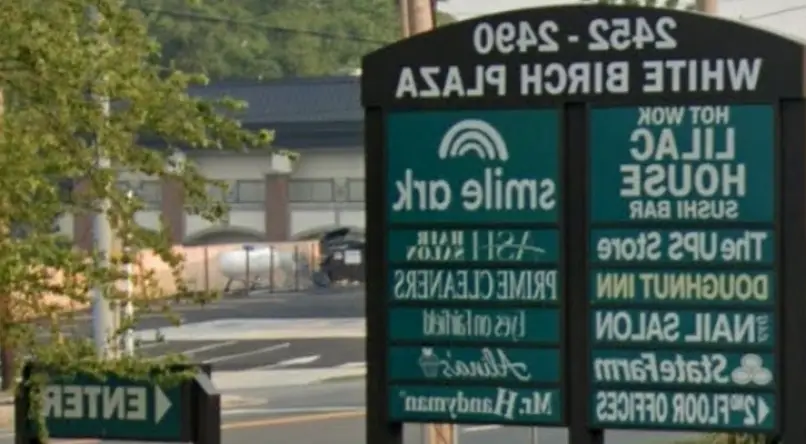 2452 - 2490
WHITE BIRCH PLAZA
HOT WOK
LILAC
HOUSE
SUSHI BAR
The UPS Store
DOUGHNUT INN
NAIL SALON
StateFarm
2ND FLOOR OFFICES
smile ark
ASH HAIR
SALON
PRIME CLEANERS
Eyes on Fairfield
Alina's
Mr. Handyman
ENTER